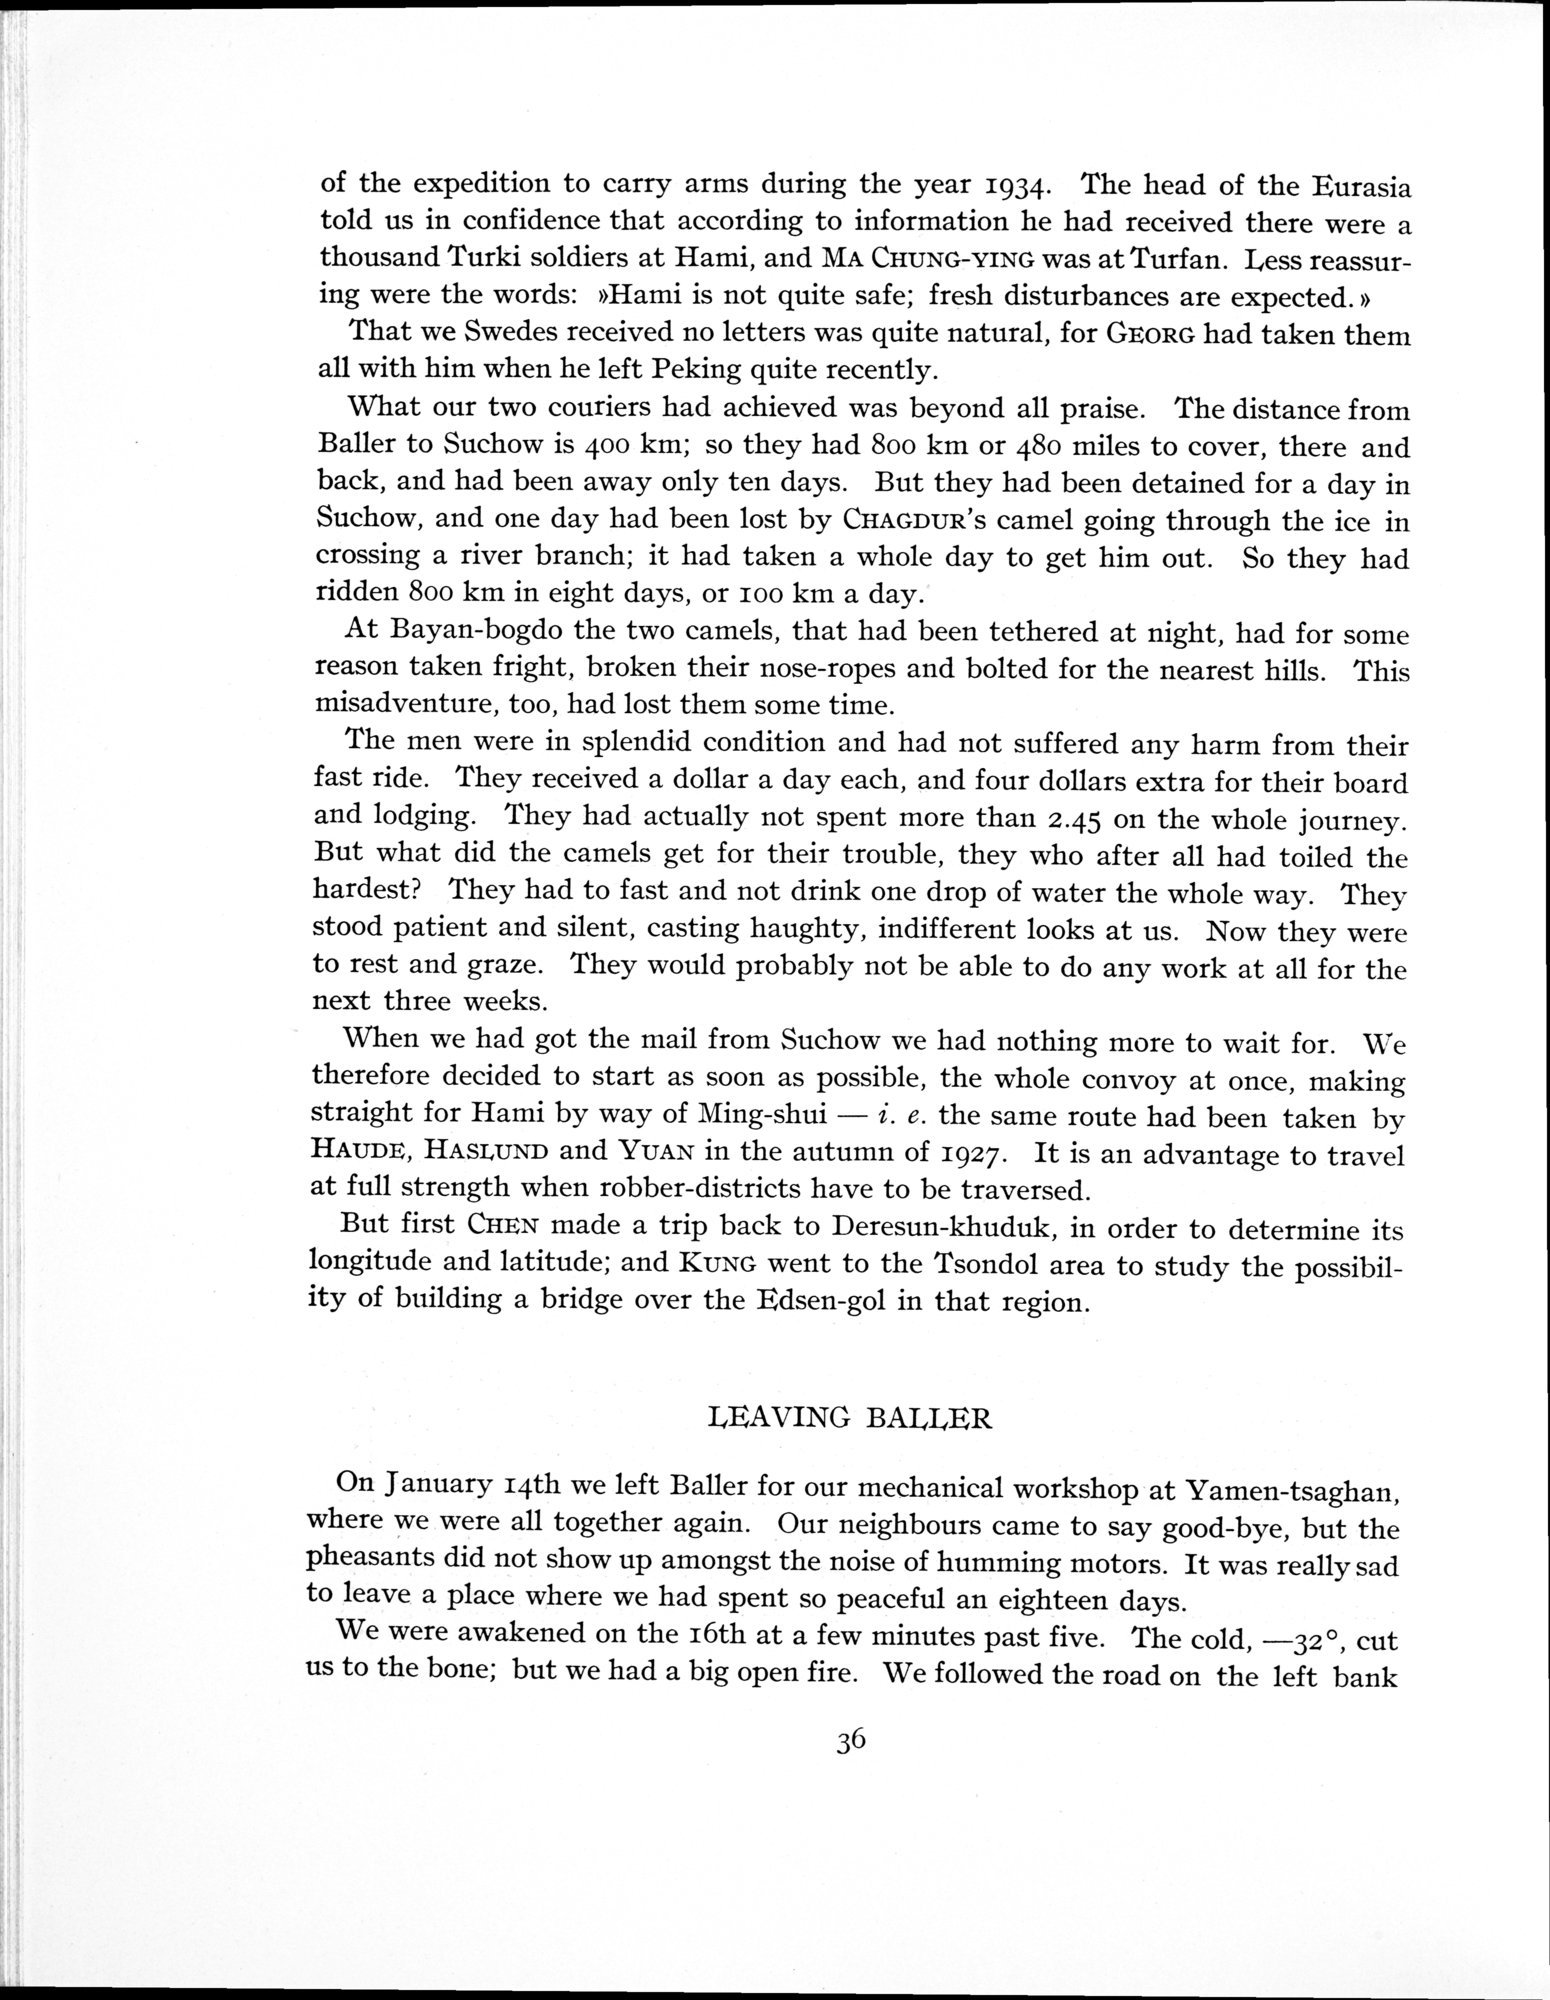 of the expedition to carry arms during the year 1934. The head of the Eurasia
told us in confidence that according to information he had received there were a
thousand Turki soldiers at Hami, and MA CHUNG-YING was at Turfan. Less reassur-
ing were the words: »Hami is not quite safe; fresh disturbances are expected.»
That we Swedes received no letters was quite natural, for GEORG had taken them
all with him when he left Peking quite recently.
What our two couriers had achieved was beyond all praise. The distance from
Baller to Suchow is 400 km; so they had 800 km or 480 miles to cover, there and
back, and had been away only ten days. But they had been detained for a day in
Suchow, and one day had been lost by CHAGDUR's camel going through the ice in
crossing a river branch; it had taken a whole day to get him out. So they had
ridden 800 km in eight days, or 100 km a day.
At Bayan-bogdo the two camels, that had been tethered at night, had for some
reason taken fright, broken their nose-ropes and bolted for the nearest hills. This
misadventure, too, had lost them some time.
The men were in splendid condition and had not suffered any harm from their
fast ride. They received a dollar a day each, and four dollars extra for their board
and lodging. They had actually not spent more than 2.45 on the whole journey.
But what did the camels get for their trouble, they who after all had toiled the
hardest? They had to fast and not drink one drop of water the whole way. They
stood patient and silent, casting haughty, indifferent looks at us. Now they were
to rest and graze. They would probably not be able to do any work at all for the
next three weeks.
When we had got the mail from Suchow we had nothing more to wait for. We
therefore decided to start as soon as possible, the whole convoy at once, making
straight for Hami by way of Ming-shui — i. e. the same route had been taken by
HAUDE, HASLUND and YUAN in the autumn of 1927. It is an advantage to travel
at full strength when robber-districts have to be traversed.
But first CHEN made a trip back to Deresun-khuduk, in order to determine its
longitude and latitude; and KUNG went to the Tsondol area to study the possibil-
ity of building a bridge over the Edsen-gol in that region.
LEAVING BALLER
On January 14th we left Baller for our mechanical workshop at Yamen-tsaghan,
where we were all together again. Our neighbours came to say good-bye, but the
pheasants did not show up amongst the noise of humming motors. It was really sad
to leave a place where we had spent so peaceful an eighteen days.
We were awakened on the 16th at a few minutes past five. The cold, —32°, cut
us to the bone; but we had a big open fire. We followed the road on the left bank
36